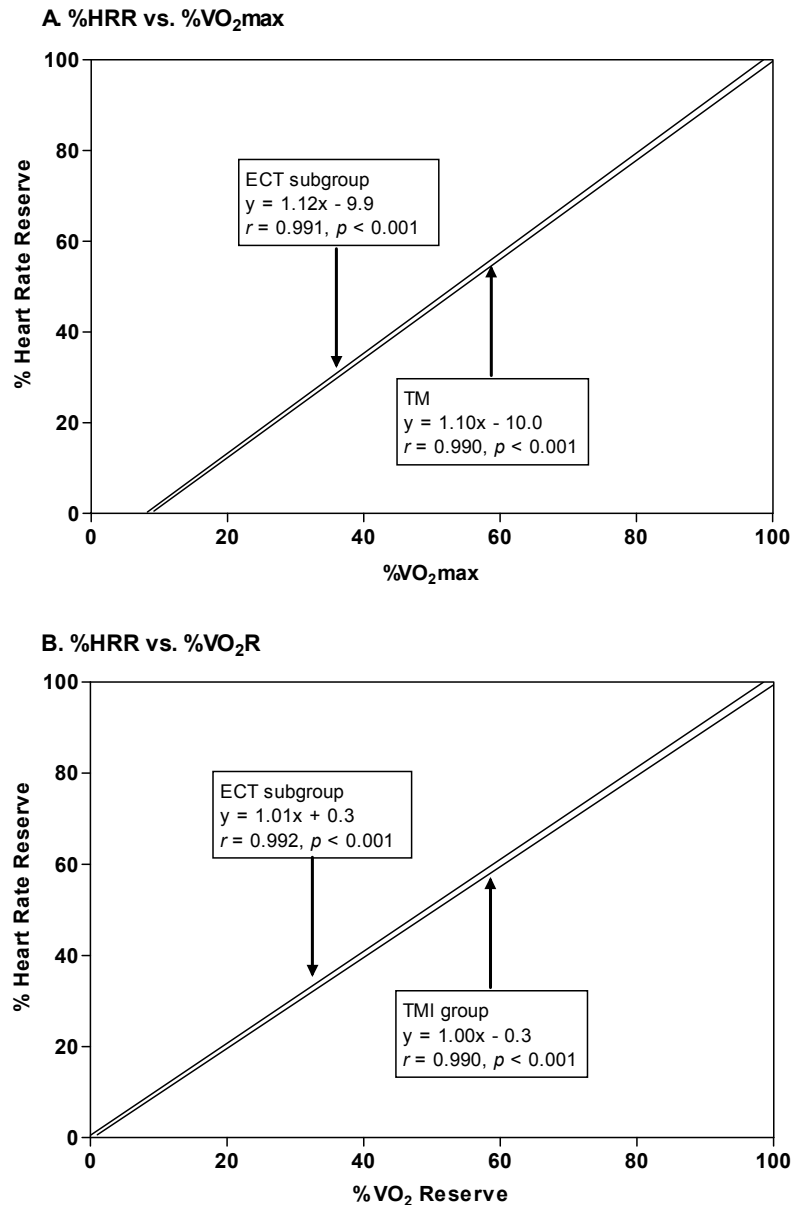 A. %HRR vs. %VO₂max
100
80
60
40
20
0
% Heart Rate Reserve
ECT subgroup
y = 1.12x - 9.9
r = 0.991, p < 0.001
TM
y = 1.10x - 10.0
r = 0.990, p < 0.001
0 20 40 60 80 100
%VO₂max
B. %HRR vs. %VO₂R
100
80
60
40
20
0
% Heart Rate Reserve
ECT subgroup
y = 1.01x + 0.3
r = 0.992, p < 0.001
TMI group
y = 1.00x - 0.3
r = 0.990, p < 0.001
0 20 40 60 80 100
%VO₂ Reserve